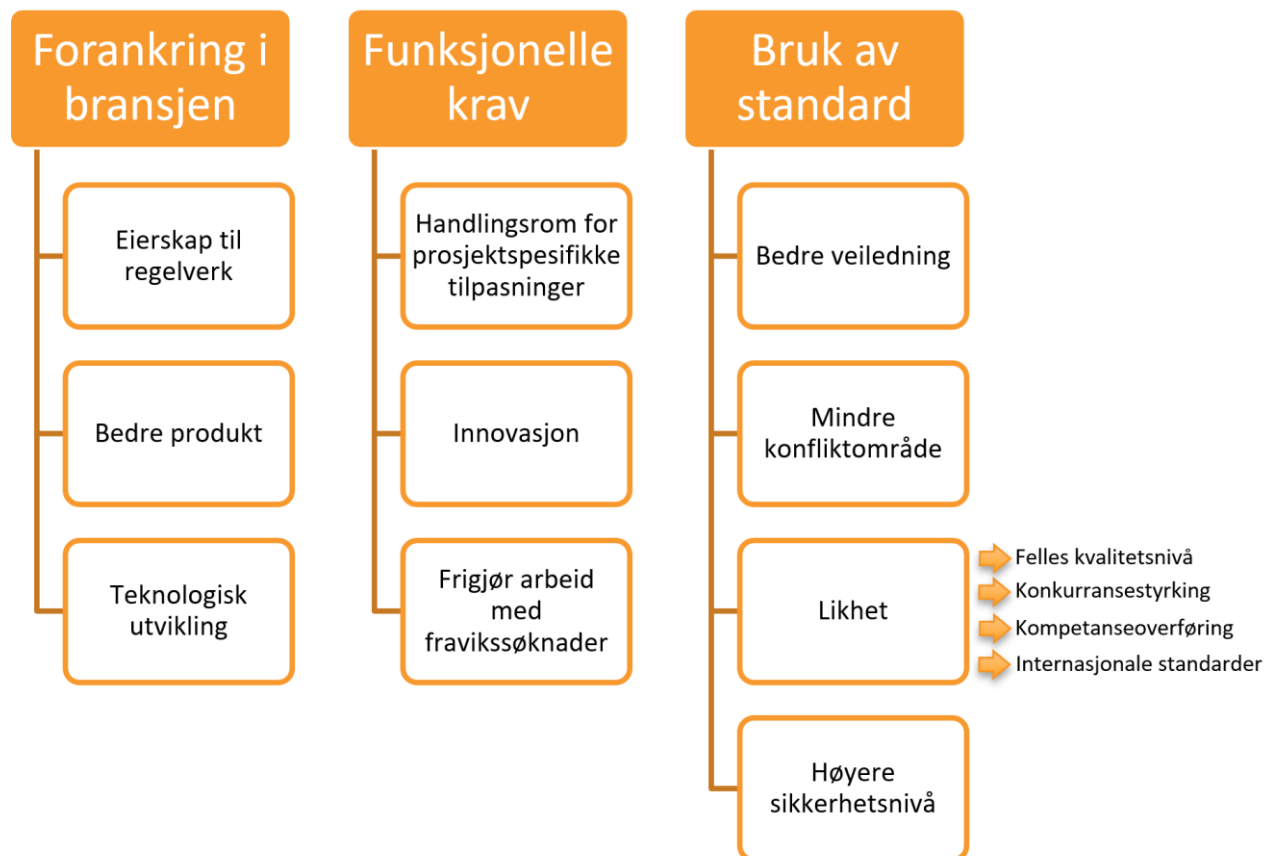 Forankring i
bransjen
Eierskap til
regelverk
Bedre produkt
Teknologisk
utvikling
Funksjonelle
krav
Handlingsrom for
prosjektspesifikke
tilpasninger
Innovasjon
Frigjør arbeid
med
fravikssøknader
Bruk av
standard
Bedre veiledning
Mindre
konfliktområde
Likhet
Felles kvalitetsnivå
Konkurransestyrking
Kompetanseoverføring
Internasjonale standarder
Høyere
sikkerhetsnivå